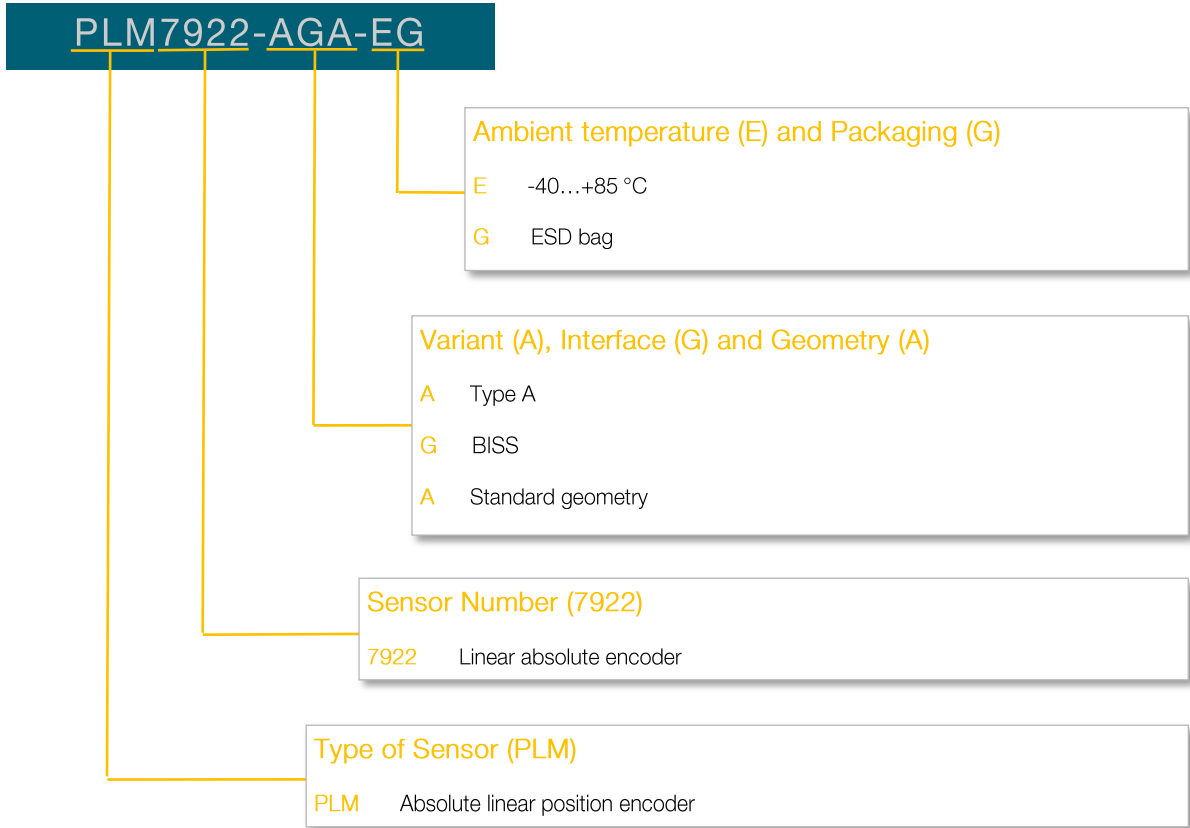 PLM7922-AGA-EG
Ambient temperature (E) and Packaging (G)
E -40…+85 °C
G ESD bag
Variant (A), Interface (G) and Geometry (A)
A Type A
G BISS
A Standard geometry
Sensor Number (7922)
7922 Linear absolute encoder
Type of Sensor (PLM)
PLM Absolute linear position encoder